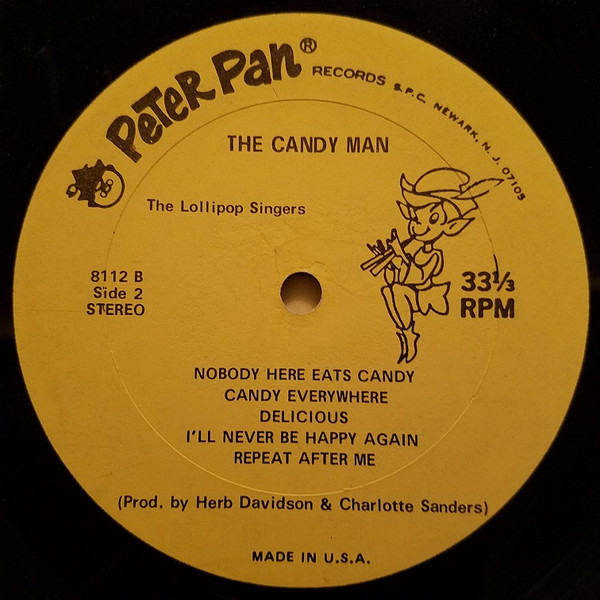 PETER PAN® RECORDS S.P.C. NEWARK, N. J. 07105
THE CANDY MAN
The Lollipop Singers
8112 B
Side 2
STEREO
33⅓
RPM
NOBODY HERE EATS CANDY
CANDY EVERYWHERE
DELICIOUS
I'LL NEVER BE HAPPY AGAIN
REPEAT AFTER ME
(Prod. by Herb Davidson & Charlotte Sanders)
MADE IN U.S.A.